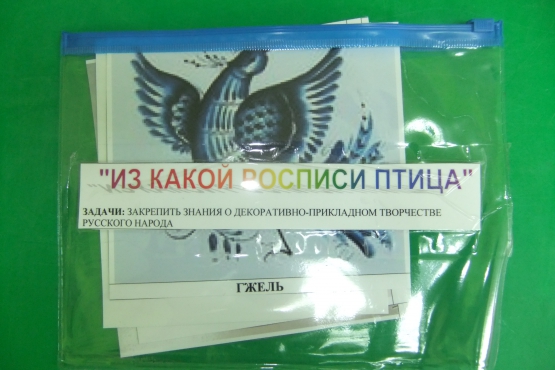 "ИЗ КАКОЙ РОСПИСИ ПТИЦА"
ЗАДАЧИ: ЗАКРЕПИТЬ ЗНАНИЯ О ДЕКОРАТИВНО-ПРИКЛАДНОМ ТВОРЧЕСТВЕ
РУССКОГО НАРОДА
ГЖЕЛЬ